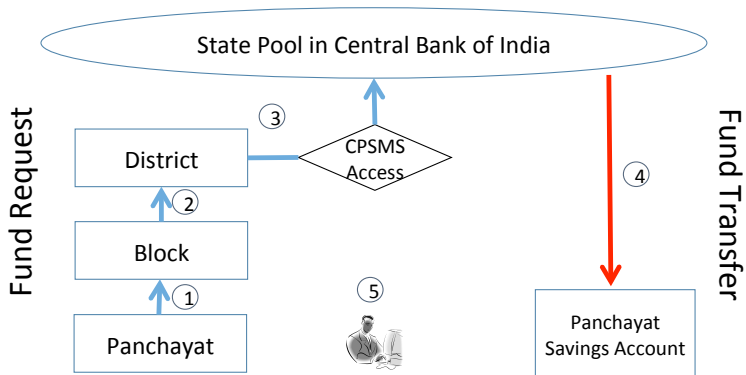 State Pool in Central Bank of India
Fund Request
3
District
CPSMS
Access
Fund Transfer
4
2
Block
1
5
Panchayat
Panchayat
Savings Account